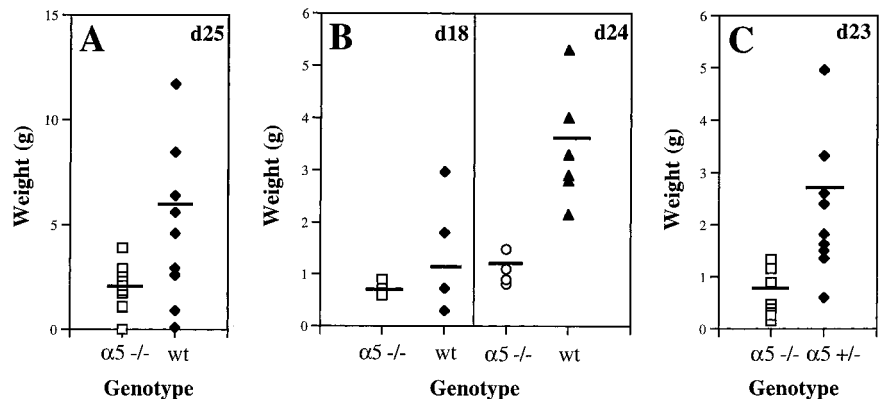 A
d25
15
10
5
0
Weight (g)
α5 -/-
wt
Genotype
B
d18
d24
6
5
4
3
2
1
0
Weight (g)
α5 -/-
wt
α5 -/-
wt
Genotype
C
d23
6
5
4
3
2
1
0
Weight (g)
α5 -/-
α5 +/-
Genotype